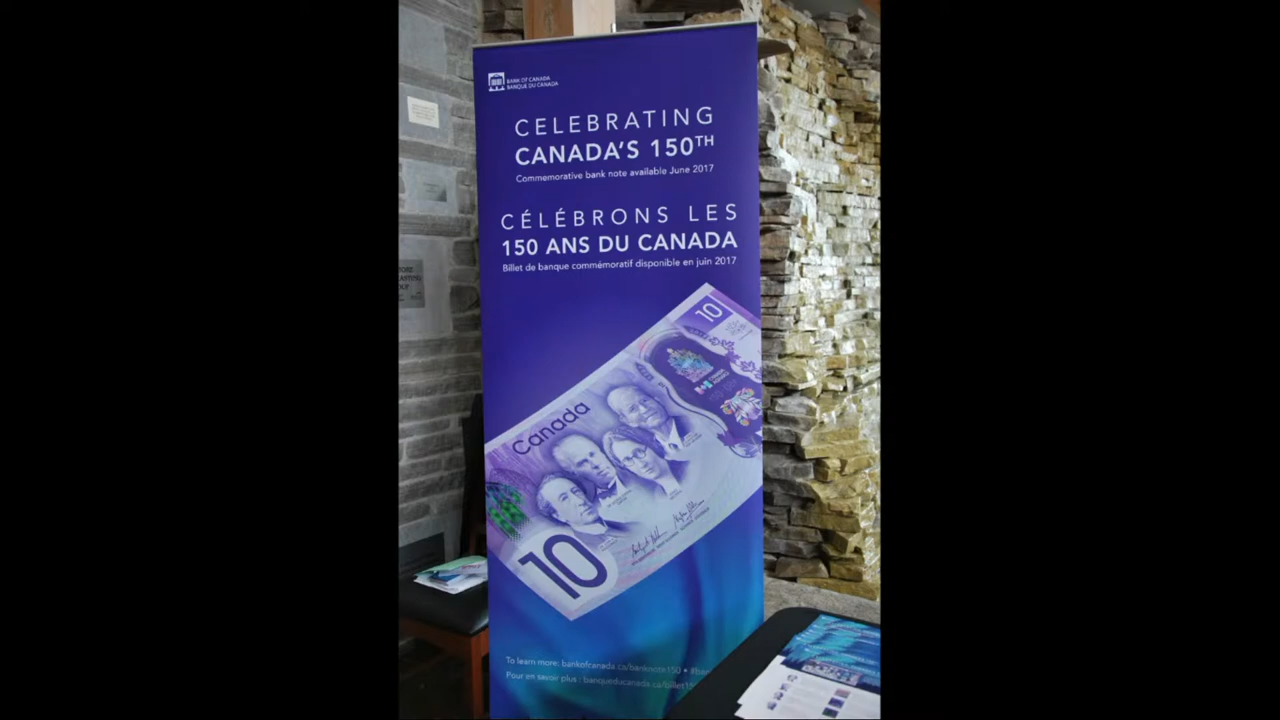 BANK OF CANADA
BANQUE DU CANADA
CELEBRATING
CANADA'S 150TH
Commemorative bank note available June 2017
CÉLÉBRONS LES
150 ANS DU CANADA
Billet de banque commémoratif disponible en juin 2017
10
Canada
10
To learn more: bankofcanada.ca/banknote150 •
Pour en savoir plus : banqueducanada.ca/billet